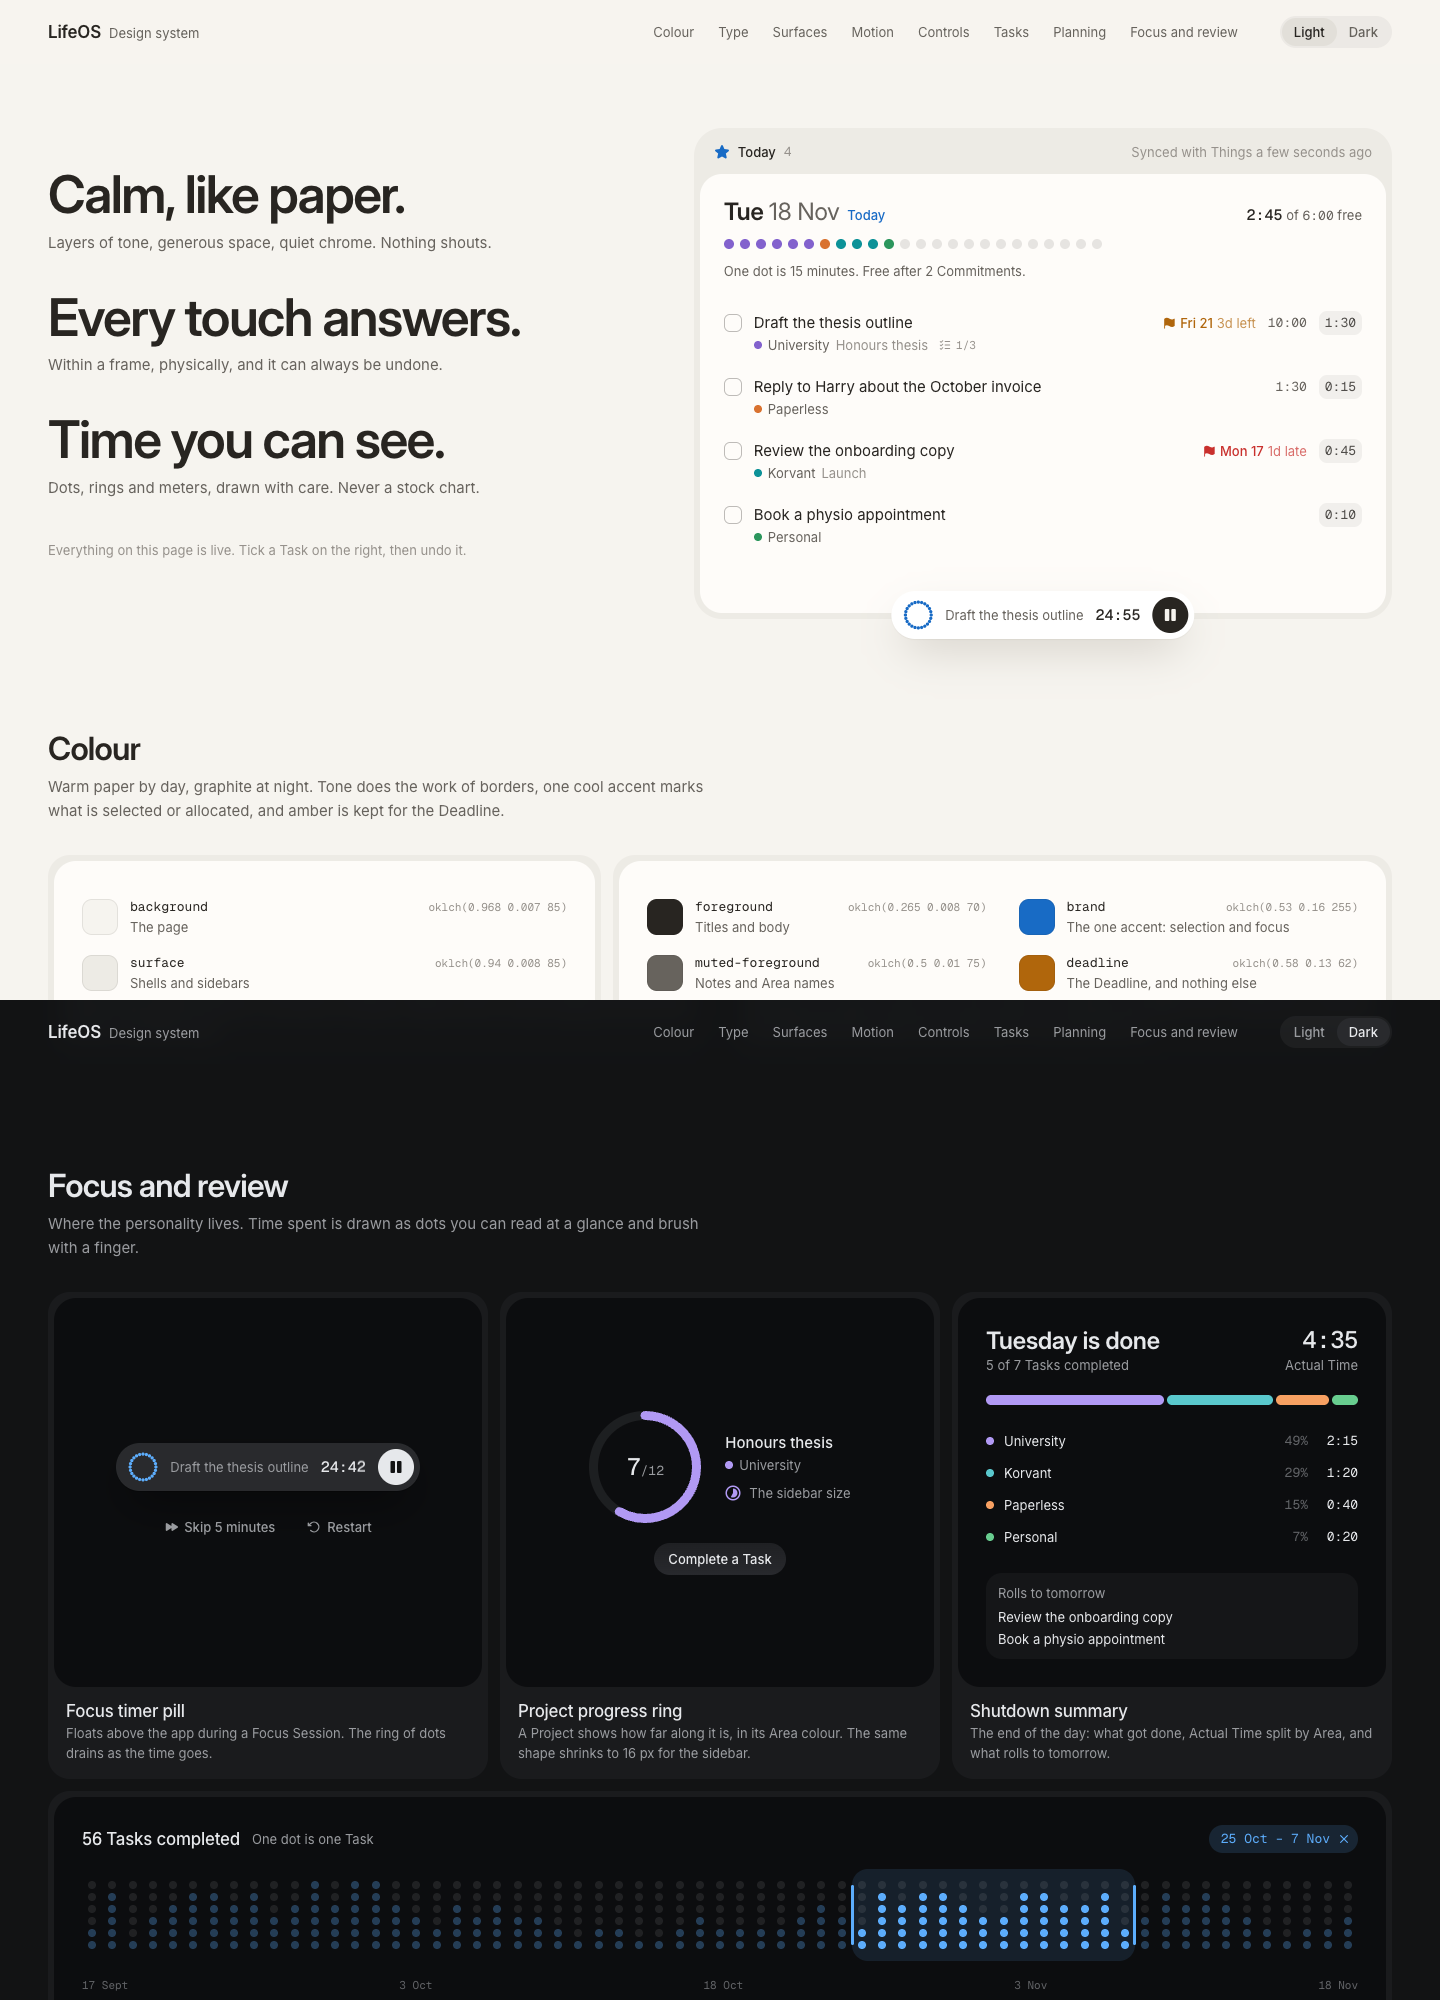 LifeOS Design system
Colour Type Surfaces Motion Controls Tasks Planning Focus and review Light Dark
Calm, like paper.
Layers of tone, generous space, quiet chrome. Nothing shouts.
Every touch answers.
Within a frame, physically, and it can always be undone.
Time you can see.
Dots, rings and meters, drawn with care. Never a stock chart.
Everything on this page is live. Tick a Task on the right, then undo it.
Today 4 Synced with Things a few seconds ago
Tue 18 Nov Today 2:45 of 6:00 free
One dot is 15 minutes. Free after 2 Commitments.
Draft the thesis outline Fri 21 3d left 10:00 1:30
University Honours thesis 1/3
Reply to Harry about the October invoice 1:30 0:15
Paperless
Review the onboarding copy Mon 17 1d late 0:45
Korvant Launch
Book a physio appointment 0:10
Personal
Draft the thesis outline 24:55
Colour
Warm paper by day, graphite at night. Tone does the work of borders, one cool accent marks
what is selected or allocated, and amber is kept for the Deadline.
background oklch(0.968 0.007 85)
The page
surface oklch(0.94 0.008 85)
Shells and sidebars
foreground oklch(0.265 0.008 70)
Titles and body
muted-foreground oklch(0.5 0.01 75)
Notes and Area names
brand oklch(0.53 0.16 255)
The one accent: selection and focus
deadline oklch(0.58 0.13 62)
The Deadline, and nothing else
LifeOS Design system
Colour Type Surfaces Motion Controls Tasks Planning Focus and review Light Dark
Focus and review
Where the personality lives. Time spent is drawn as dots you can read at a glance and brush
with a finger.
Draft the thesis outline 24:42
Skip 5 minutes Restart
Focus timer pill
Floats above the app during a Focus Session. The ring of dots
drains as the time goes.
7/12
Honours thesis
University
The sidebar size
Complete a Task
Project progress ring
A Project shows how far along it is, in its Area colour. The same
shape shrinks to 16 px for the sidebar.
Tuesday is done 4:35
5 of 7 Tasks completed Actual Time
University 49% 2:15
Korvant 29% 1:20
Paperless 15% 0:40
Personal 7% 0:20
Rolls to tomorrow
Review the onboarding copy
Book a physio appointment
Shutdown summary
The end of the day: what got done, Actual Time split by Area, and
what rolls to tomorrow.
56 Tasks completed One dot is one Task 25 Oct – 7 Nov
17 Sept 3 Oct 18 Oct 3 Nov 18 Nov